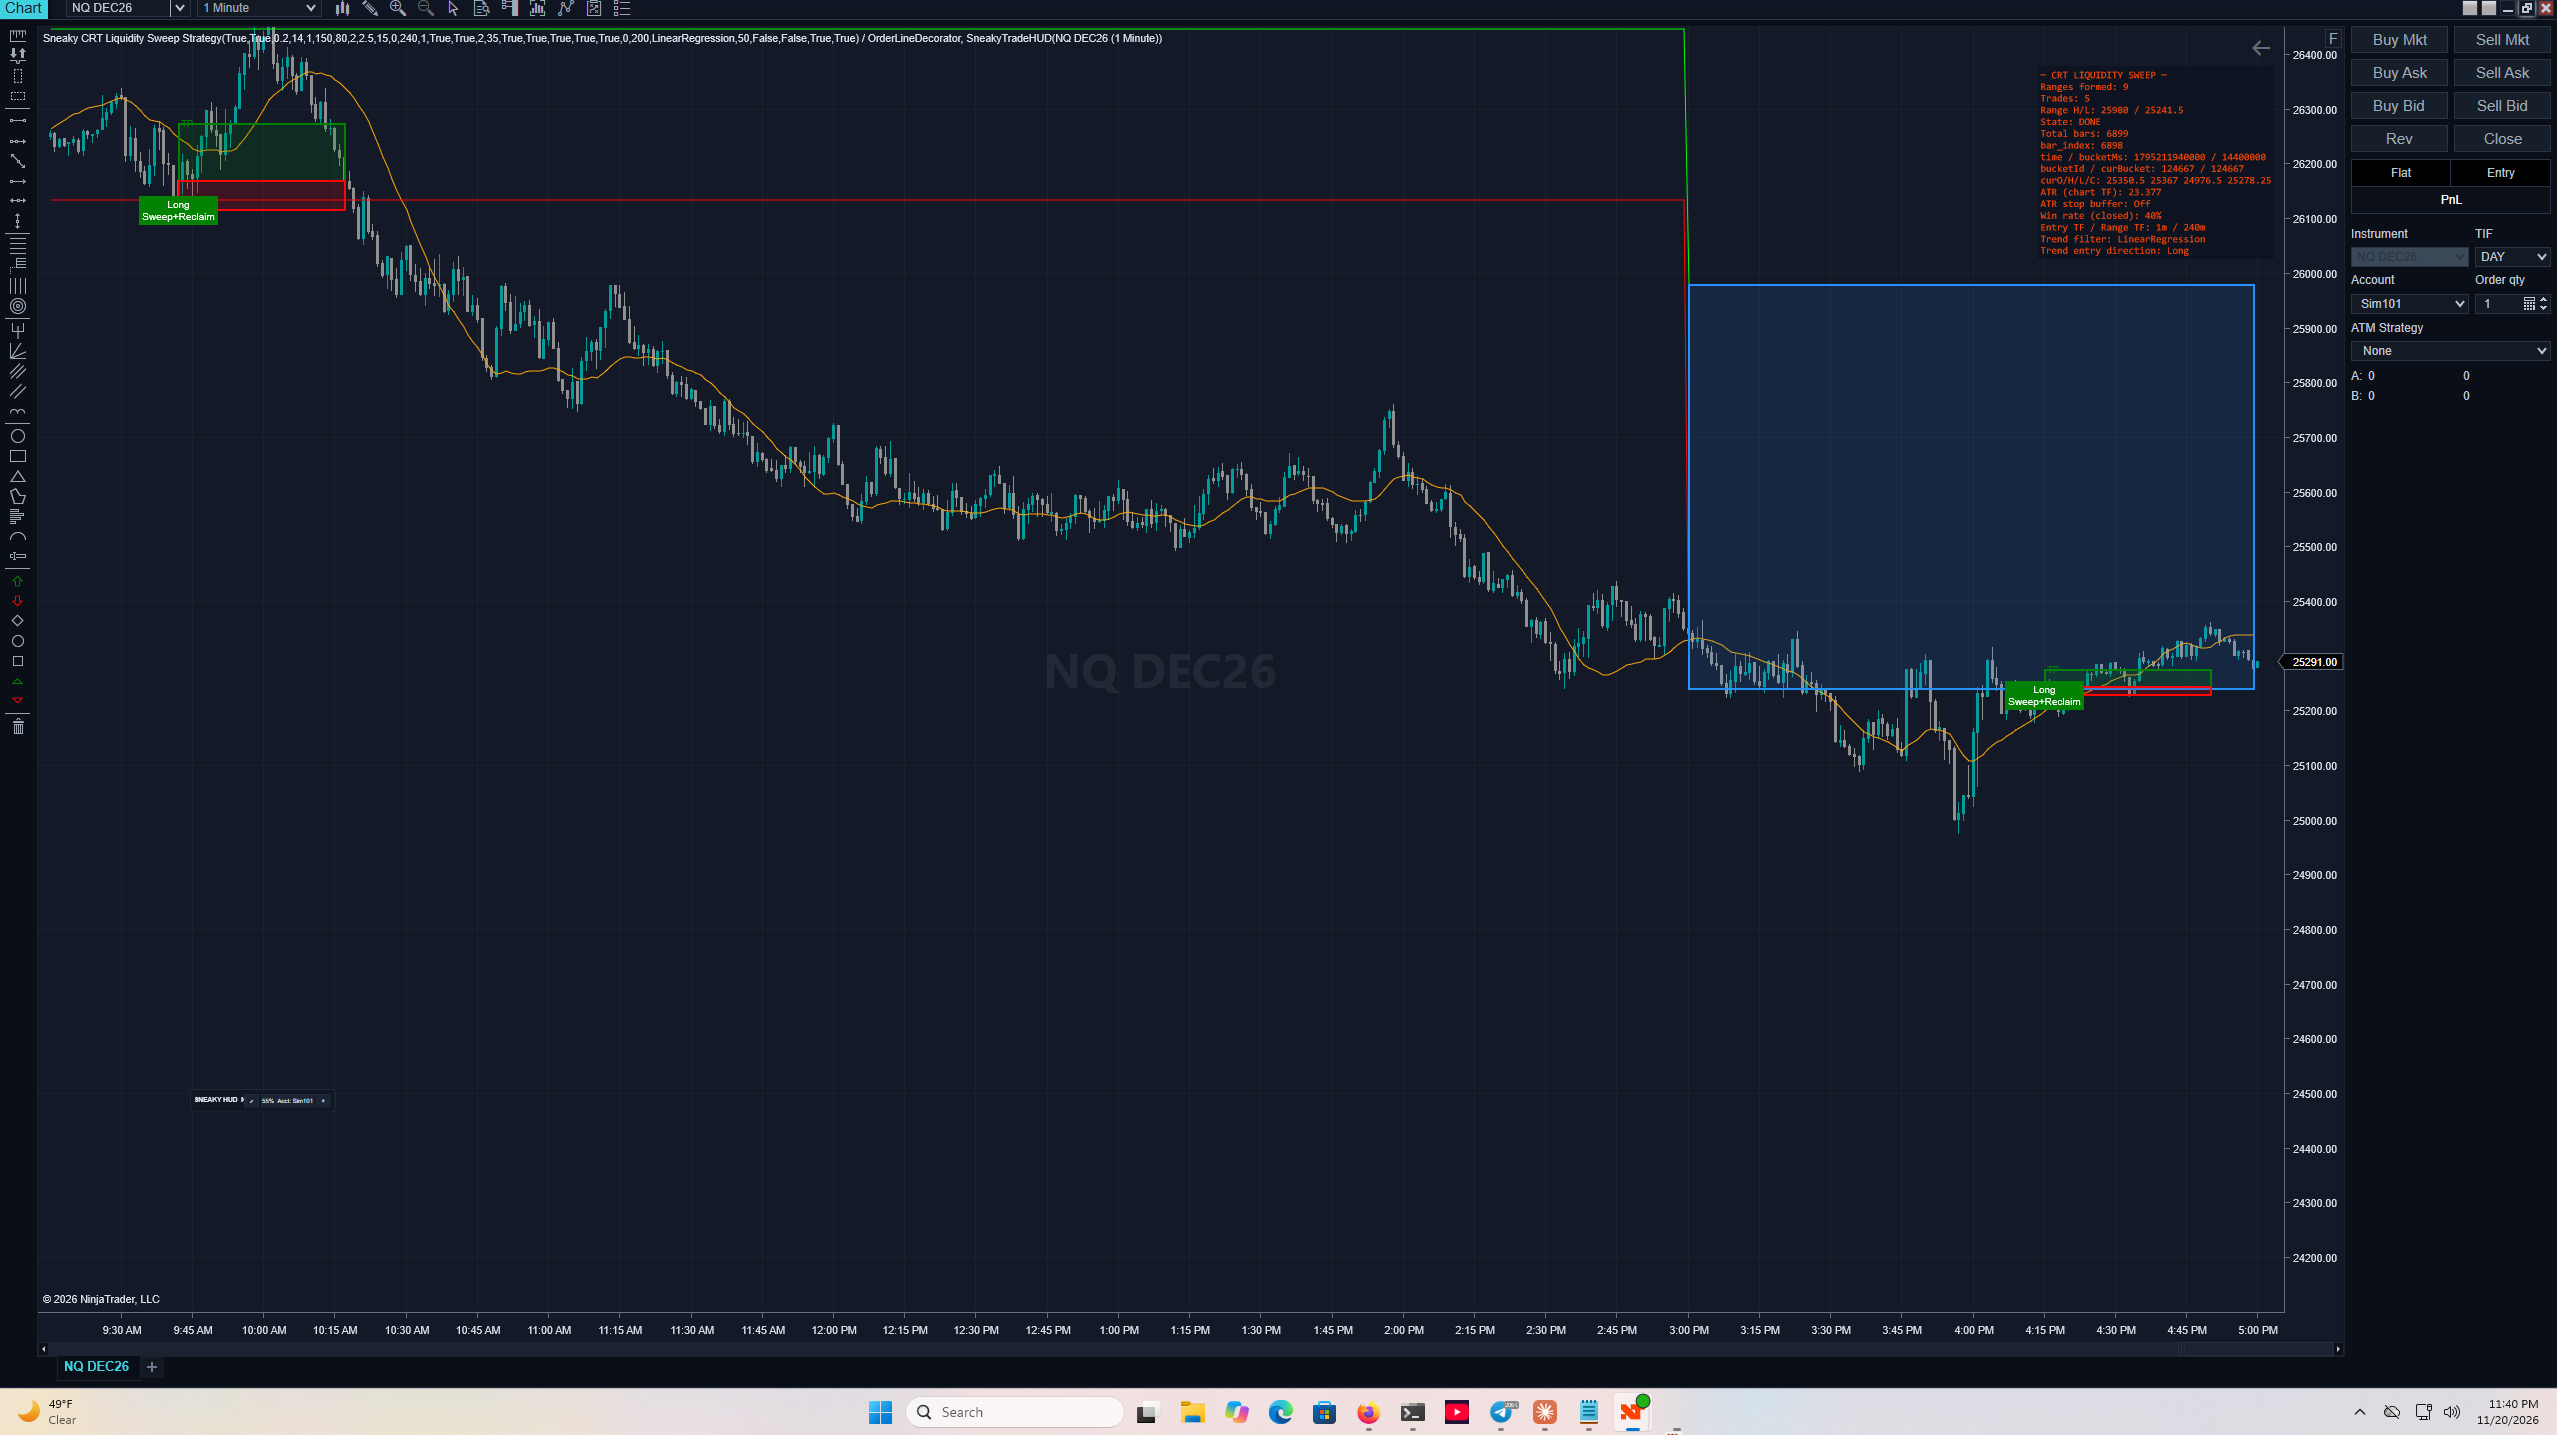 Chart NQ DEC26 1 Minute
Sneaky CRT Liquidity Sweep Strategy(True,True,0.2,14,1,150,80,2,2.5,15,0,240,1,True,True,2,35,True,True,True,True,True,0,200,LinearRegression,50,False,False,True,True) / OrderLineDecorator, SneakyTradeHUD(NQ DEC26 (1 Minute))
F
— CRT LIQUIDITY SWEEP —
Ranges formed: 9
Trades: 5
Range H/L: 25980 / 25241.5
State: DONE
Total bars: 6899
bar_index: 6898
time / bucketMs: 1795211940000 / 14400000
bucketId / curBucket: 124667 / 124667
curO/H/L/C: 25350.5 25367 24976.5 25278.25
ATR (chart TF): 23.377
ATR stop buffer: Off
Win rate (closed): 40%
Entry TF / Range TF: 1m / 240m
Trend filter: LinearRegression
Trend entry direction: Long
TP
Long
Sweep+Reclaim
TP
Long
Sweep+Reclaim
NQ DEC26
26400.00
26300.00
26200.00
26100.00
26000.00
25900.00
25800.00
25700.00
25600.00
25500.00
25400.00
25291.00
25200.00
25100.00
25000.00
24900.00
24800.00
24700.00
24600.00
24500.00
24400.00
24300.00
24200.00
SNEAKY HUD 55% Acct: Sim101 +
© 2026 NinjaTrader, LLC
9:30 AM 9:45 AM 10:00 AM 10:15 AM 10:30 AM 10:45 AM 11:00 AM 11:15 AM 11:30 AM 11:45 AM 12:00 PM 12:15 PM 12:30 PM 12:45 PM 1:00 PM 1:15 PM 1:30 PM 1:45 PM 2:00 PM 2:15 PM 2:30 PM 2:45 PM 3:00 PM 3:15 PM 3:30 PM 3:45 PM 4:00 PM 4:15 PM 4:30 PM 4:45 PM 5:00 PM
NQ DEC26 +
Buy Mkt Sell Mkt
Buy Ask Sell Ask
Buy Bid Sell Bid
Rev Close
Flat Entry
PnL
Instrument TIF
NQ DEC26 DAY
Account Order qty
Sim101 1
ATM Strategy
None
A: 0 0
B: 0 0
49°F
Clear
Search
11:40 PM
11/20/2026